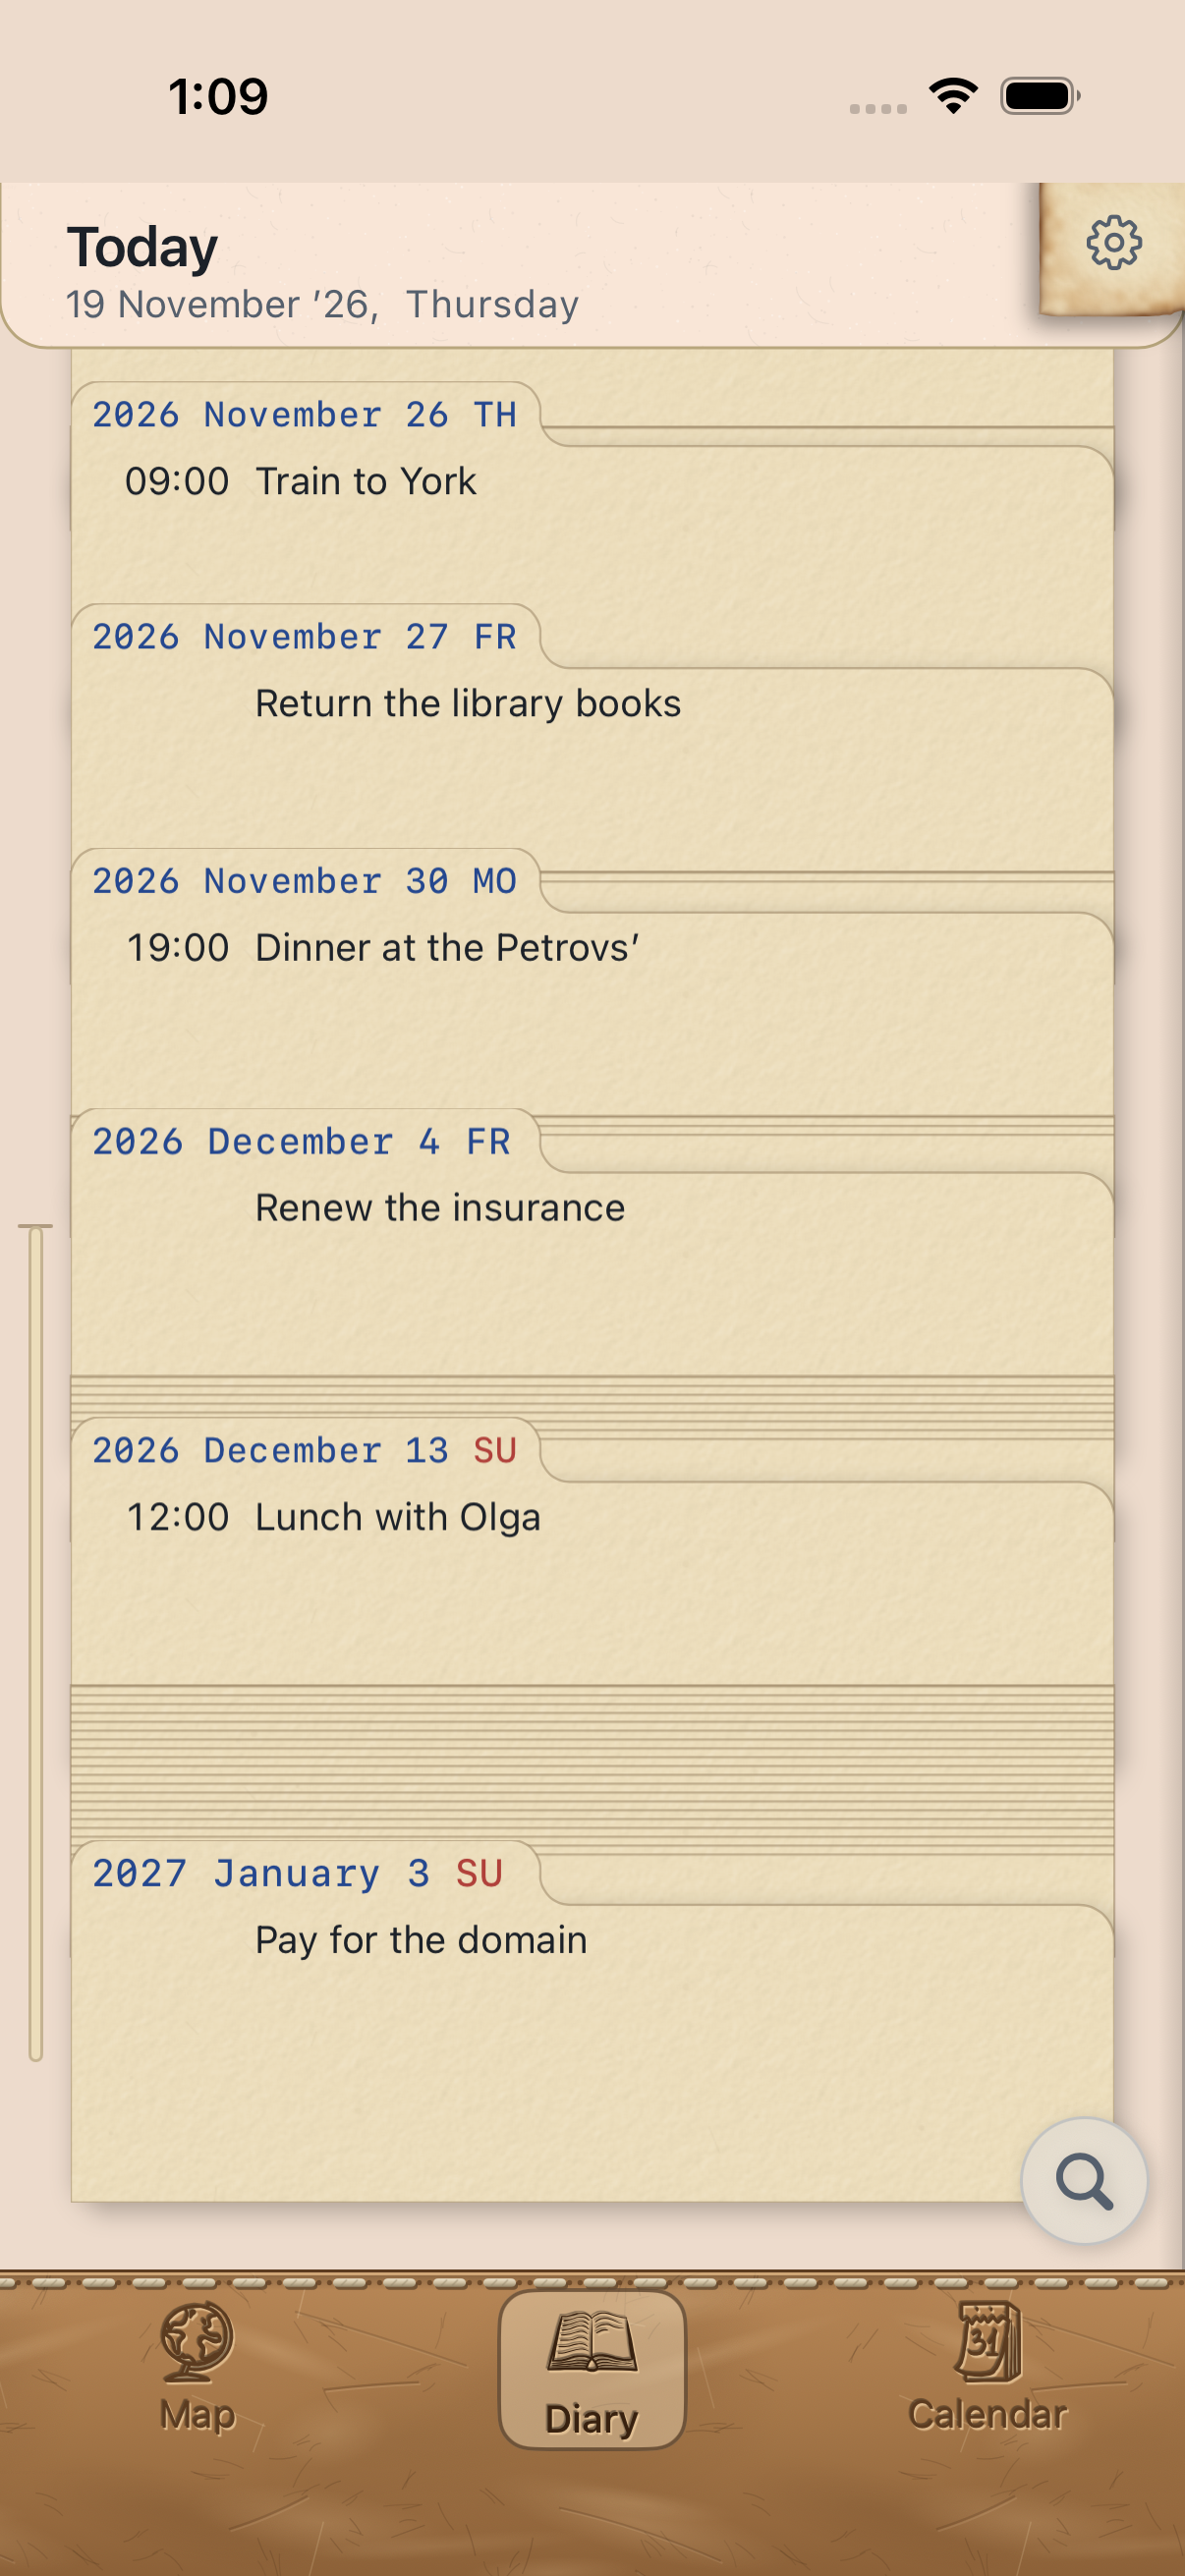 1:09
Today
19 November ’26, Thursday
2026 November 26 TH
09:00 Train to York
2026 November 27 FR
Return the library books
2026 November 30 MO
19:00 Dinner at the Petrovs’
2026 December 4 FR
Renew the insurance
2026 December 13 SU
12:00 Lunch with Olga
2027 January 3 SU
Pay for the domain
31
Map Diary Calendar